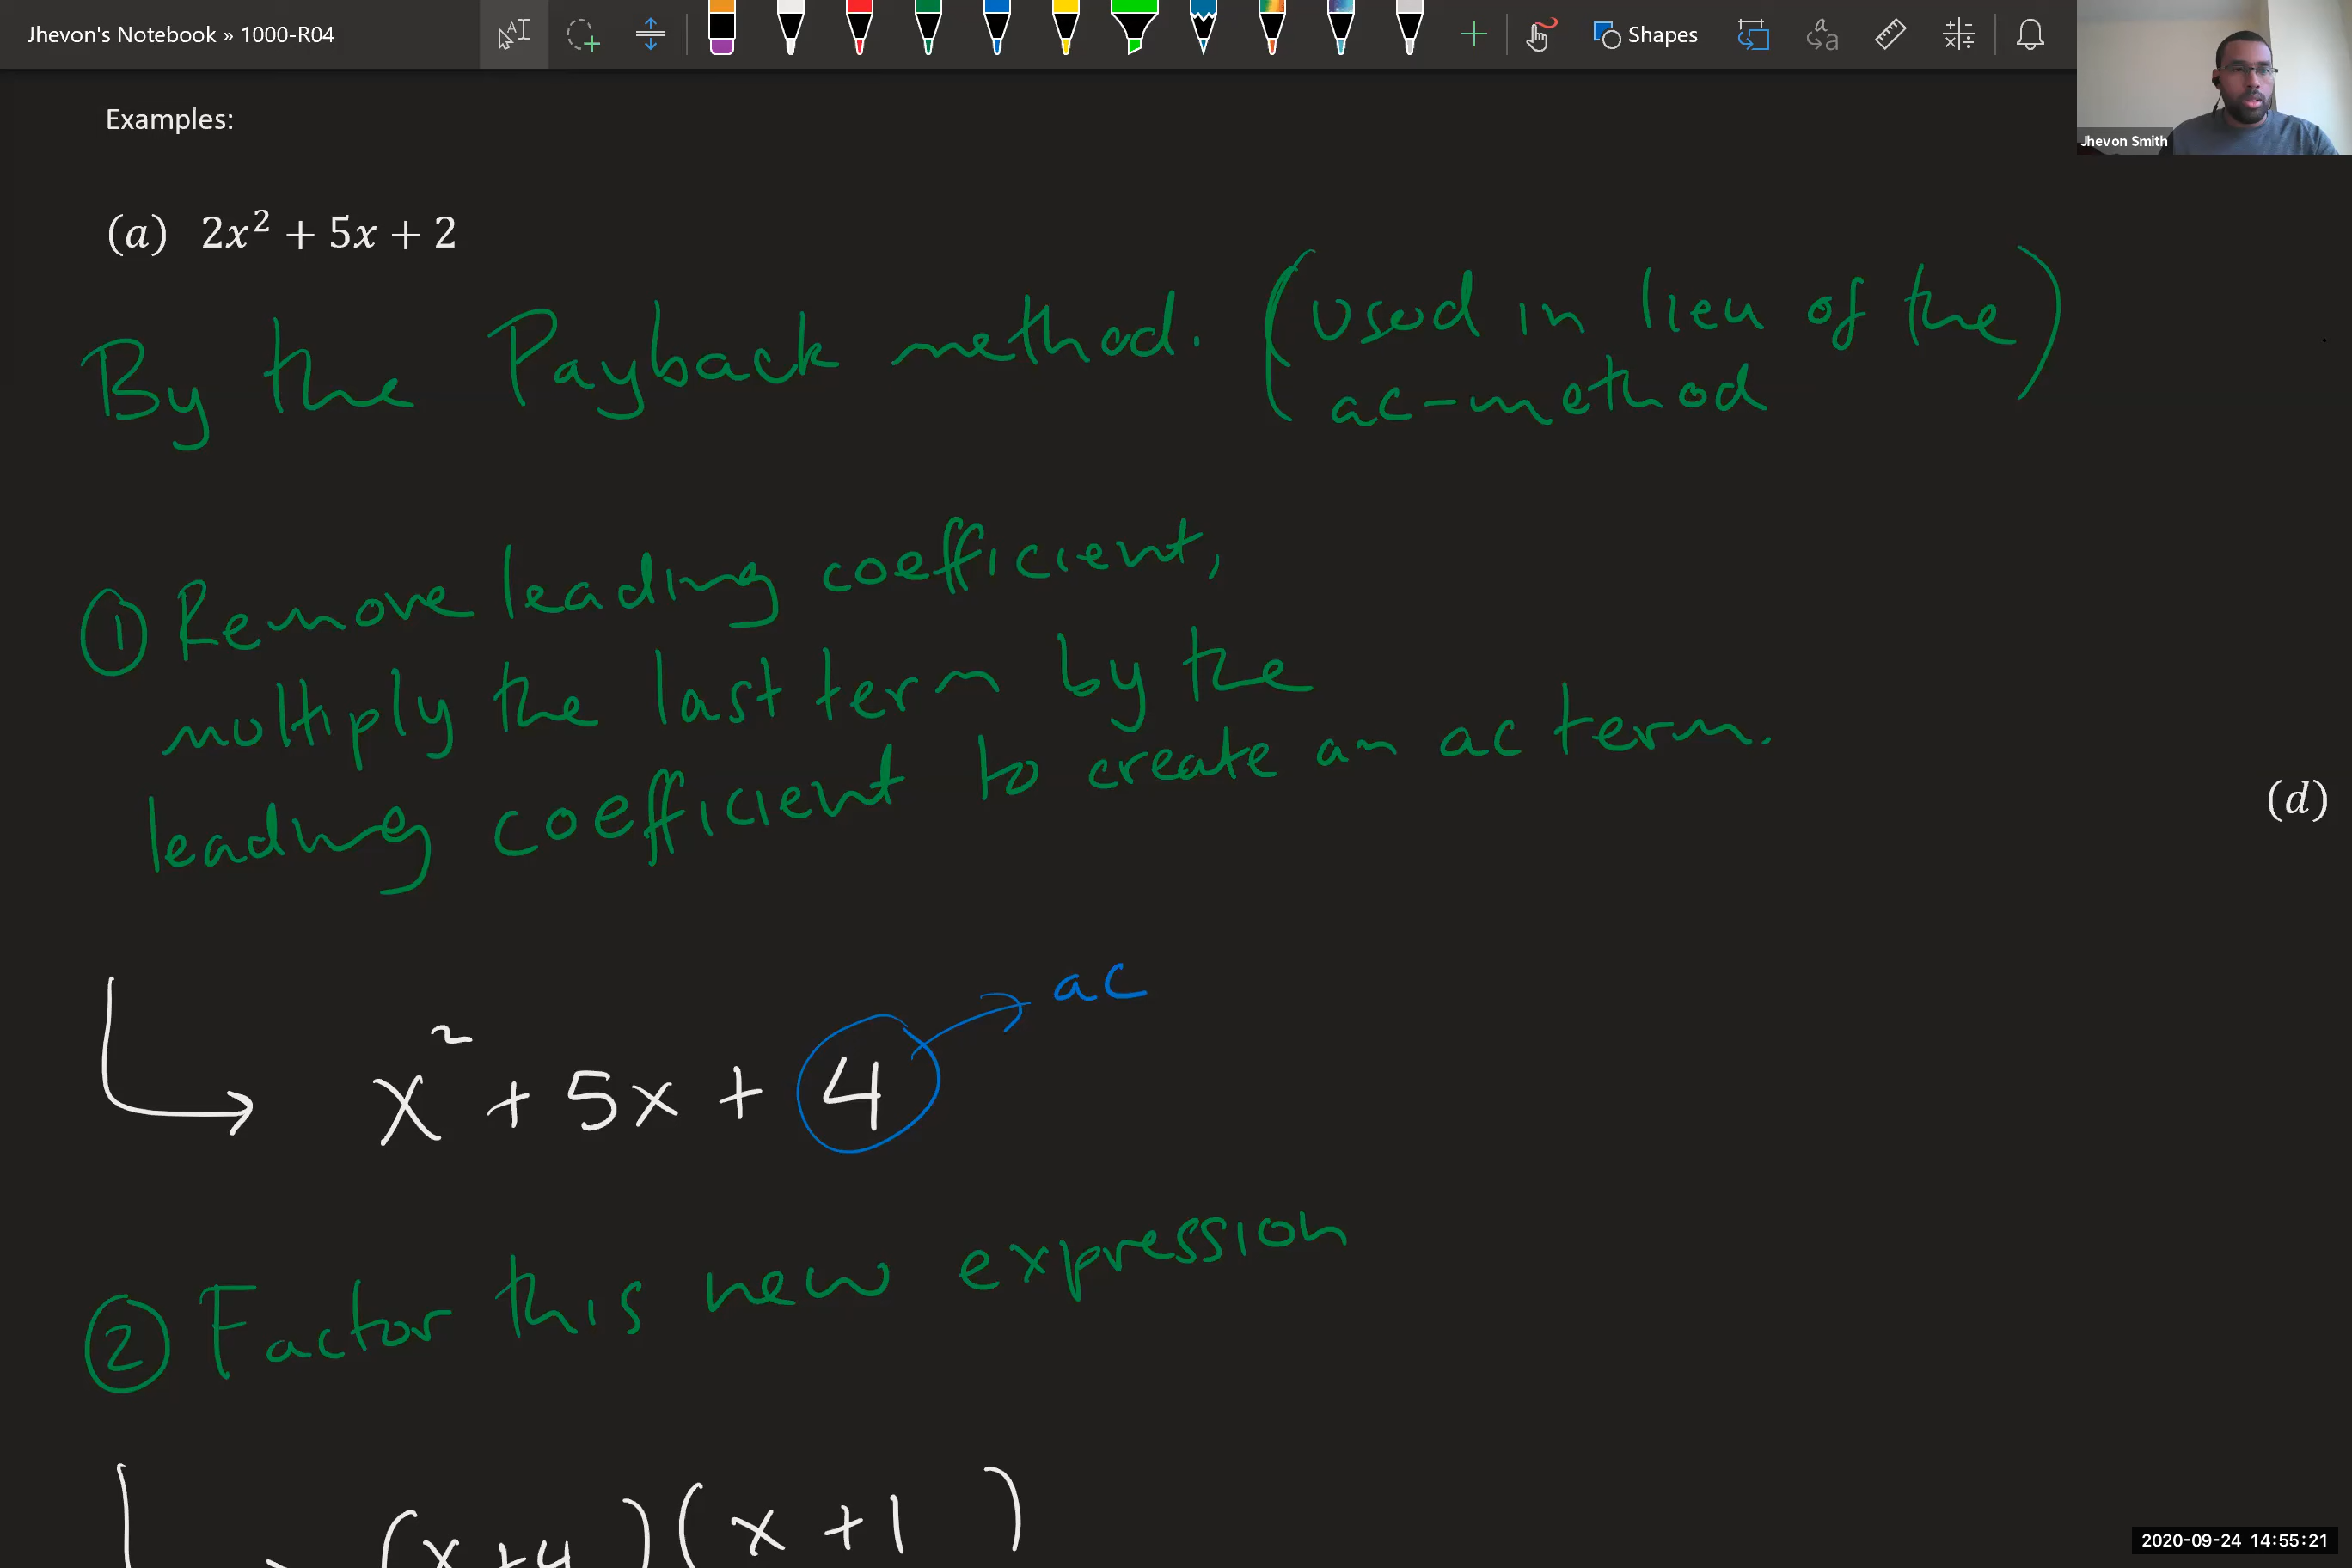 Jhevon's Notebook » 1000-R04
Shapes
Jhevon Smith
Examples:
(a) 2x² + 5x + 2
By the Payback method. (Used in lieu of the
ac-method)
① Remove leading coefficient,
multiply the last term by the
leading coefficient to create an ac term.
(d)
x² + 5x + 4 → ac
② Factor this new expression
(x+4)(x+1)
2020-09-24 14:55:21